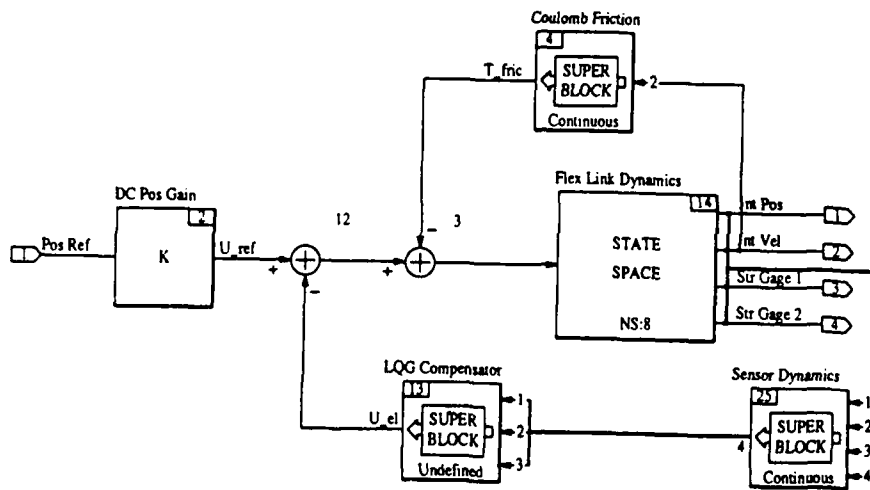 Coulomb Friction
4
SUPER
BLOCK
2
Continuous
T_fric
DC Pos Gain
2
K
1
Pos Ref
U_ref
+
-
12
+
-
3
Flex Link Dynamics
14
STATE
SPACE
NS:8
nt Pos
1
nt Vel
2
Str Gage 1
3
Str Gage 2
4
LQG Compensator
13
SUPER
BLOCK
Undefined
1
2
3
U_el
Sensor Dynamics
25
SUPER
BLOCK
Continuous
1
2
3
4
4